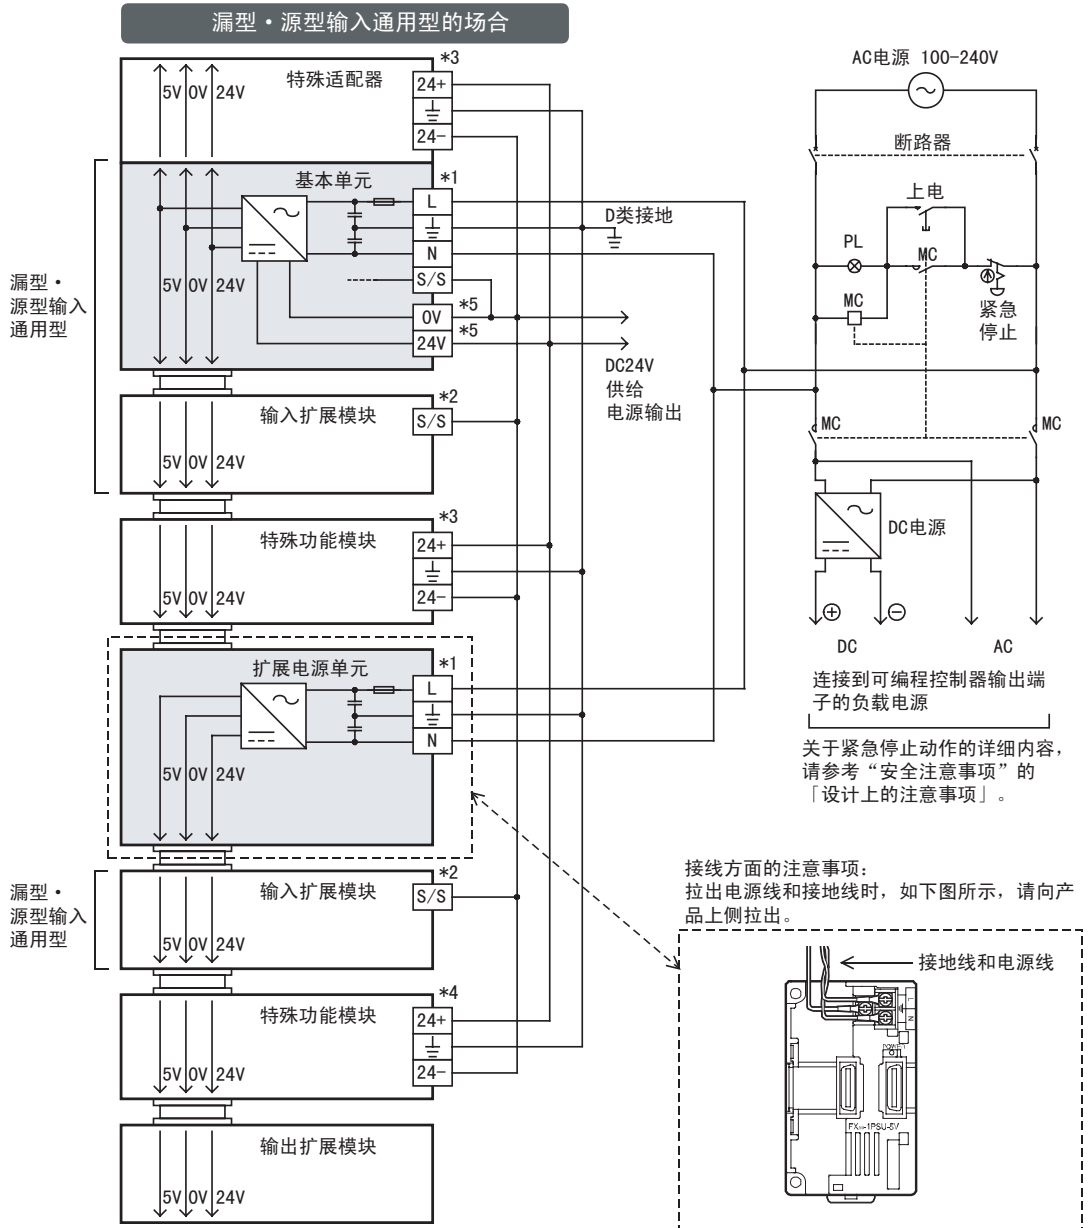 漏型・源型输入通用型的场合
特殊适配器
5V 0V 24V
*3
24+
24-
基本单元
*1
L
N
S/S
*5
0V
*5
24V
5V 0V 24V
D类接地
DC24V
供给
电源输出
漏型・
源型输入
通用型
输入扩展模块
*2
S/S
5V 0V 24V
特殊功能模块
*3
24+
24-
5V 0V 24V
扩展电源单元
*1
L
N
5V 0V 24V
漏型・
源型输入
通用型
输入扩展模块
*2
S/S
5V 0V 24V
特殊功能模块
*4
24+
24-
5V 0V 24V
输出扩展模块
5V 0V 24V
AC电源 100-240V
断路器
上电
PL
MC
MC
紧急
停止
MC
MC
DC电源
DC
AC
连接到可编程控制器输出端
子的负载电源
关于紧急停止动作的详细内容，
请参考“安全注意事项”的
「设计上的注意事项」。
接线方面的注意事项：
拉出电源线和接地线时，如下图所示，请向产
品上侧拉出。
接地线和电源线
L
N
POWER